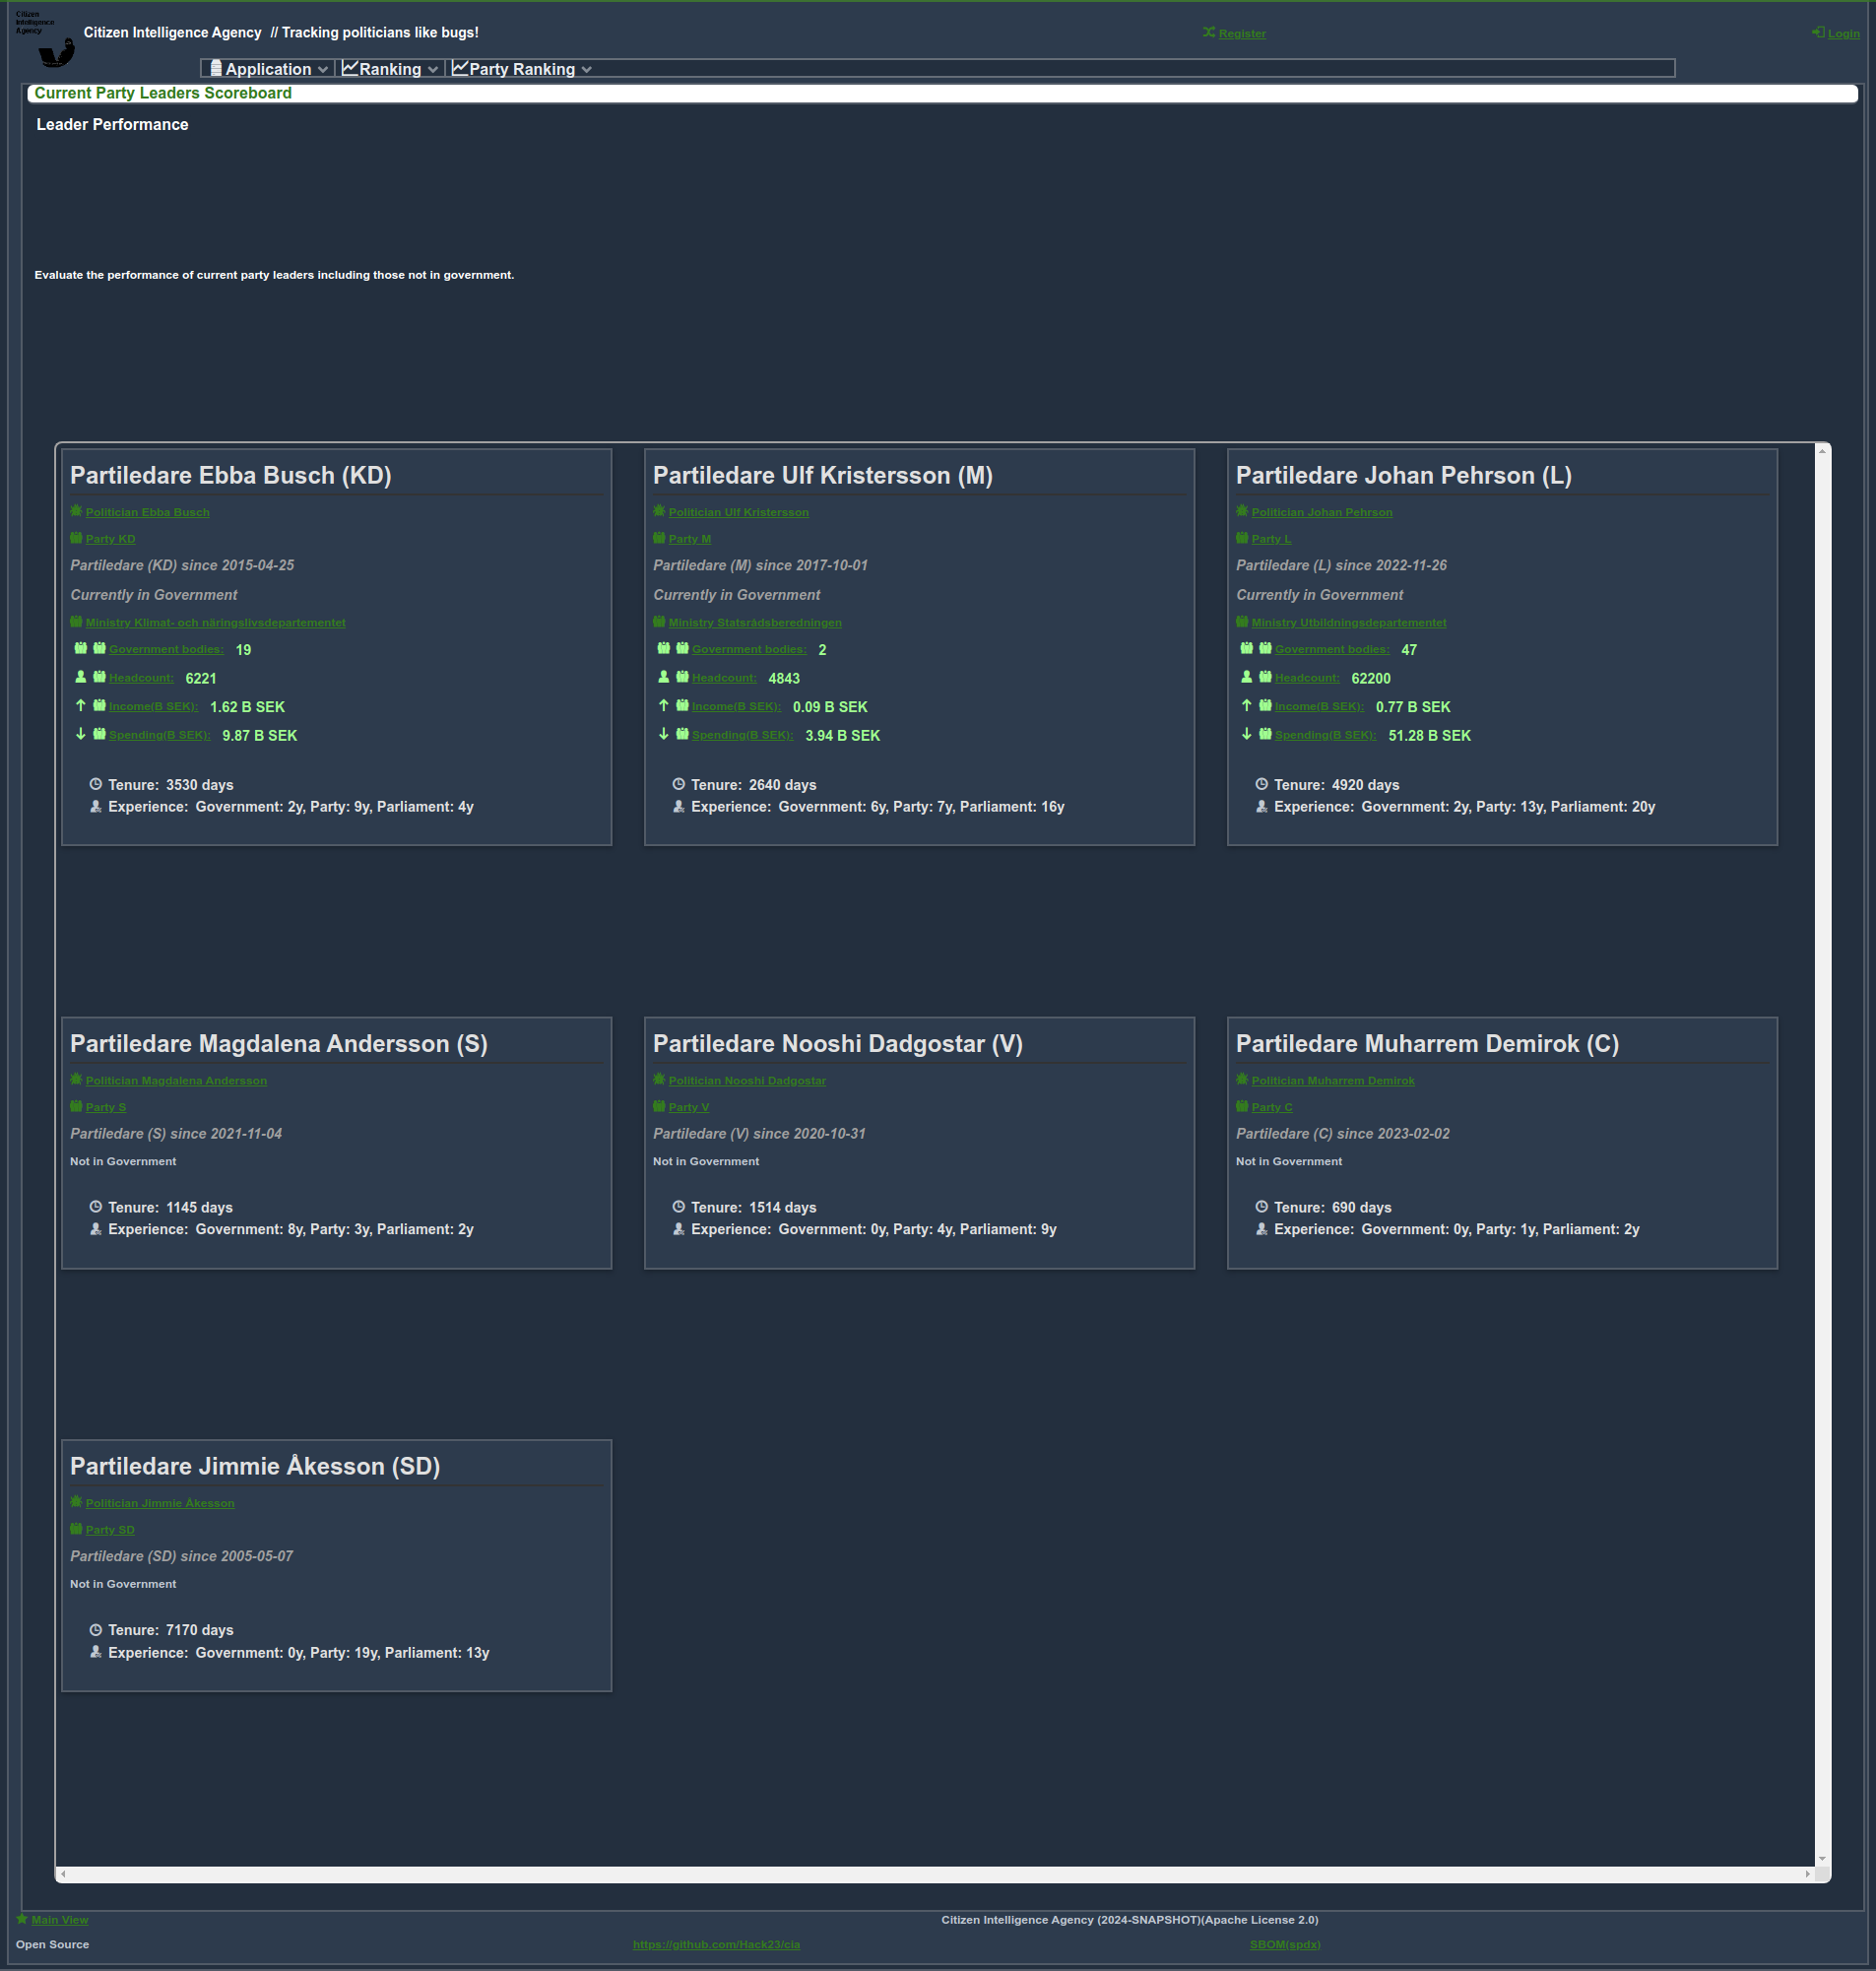 Citizen
Intelligence
Agency
Citizen Intelligence Agency // Tracking politicians like bugs!
Register
Login
Application
Ranking
Party Ranking
Current Party Leaders Scoreboard
Leader Performance
Evaluate the performance of current party leaders including those not in government.
Partiledare Ebba Busch (KD)
Politician Ebba Busch
Party KD
Partiledare (KD) since 2015-04-25
Currently in Government
Ministry Klimat- och näringslivsdepartementet
Government bodies: 19
Headcount: 6221
Income(B SEK): 1.62 B SEK
Spending(B SEK): 9.87 B SEK
Tenure: 3530 days
Experience: Government: 2y, Party: 9y, Parliament: 4y
Partiledare Ulf Kristersson (M)
Politician Ulf Kristersson
Party M
Partiledare (M) since 2017-10-01
Currently in Government
Ministry Statsrådsberedningen
Government bodies: 2
Headcount: 4843
Income(B SEK): 0.09 B SEK
Spending(B SEK): 3.94 B SEK
Tenure: 2640 days
Experience: Government: 6y, Party: 7y, Parliament: 16y
Partiledare Johan Pehrson (L)
Politician Johan Pehrson
Party L
Partiledare (L) since 2022-11-26
Currently in Government
Ministry Utbildningsdepartementet
Government bodies: 47
Headcount: 62200
Income(B SEK): 0.77 B SEK
Spending(B SEK): 51.28 B SEK
Tenure: 4920 days
Experience: Government: 2y, Party: 13y, Parliament: 20y
Partiledare Magdalena Andersson (S)
Politician Magdalena Andersson
Party S
Partiledare (S) since 2021-11-04
Not in Government
Tenure: 1145 days
Experience: Government: 8y, Party: 3y, Parliament: 2y
Partiledare Nooshi Dadgostar (V)
Politician Nooshi Dadgostar
Party V
Partiledare (V) since 2020-10-31
Not in Government
Tenure: 1514 days
Experience: Government: 0y, Party: 4y, Parliament: 9y
Partiledare Muharrem Demirok (C)
Politician Muharrem Demirok
Party C
Partiledare (C) since 2023-02-02
Not in Government
Tenure: 690 days
Experience: Government: 0y, Party: 1y, Parliament: 2y
Partiledare Jimmie Åkesson (SD)
Politician Jimmie Åkesson
Party SD
Partiledare (SD) since 2005-05-07
Not in Government
Tenure: 7170 days
Experience: Government: 0y, Party: 19y, Parliament: 13y
Main View
Citizen Intelligence Agency (2024-SNAPSHOT)(Apache License 2.0)
Open Source
https://github.com/Hack23/cia
SBOM(spdx)